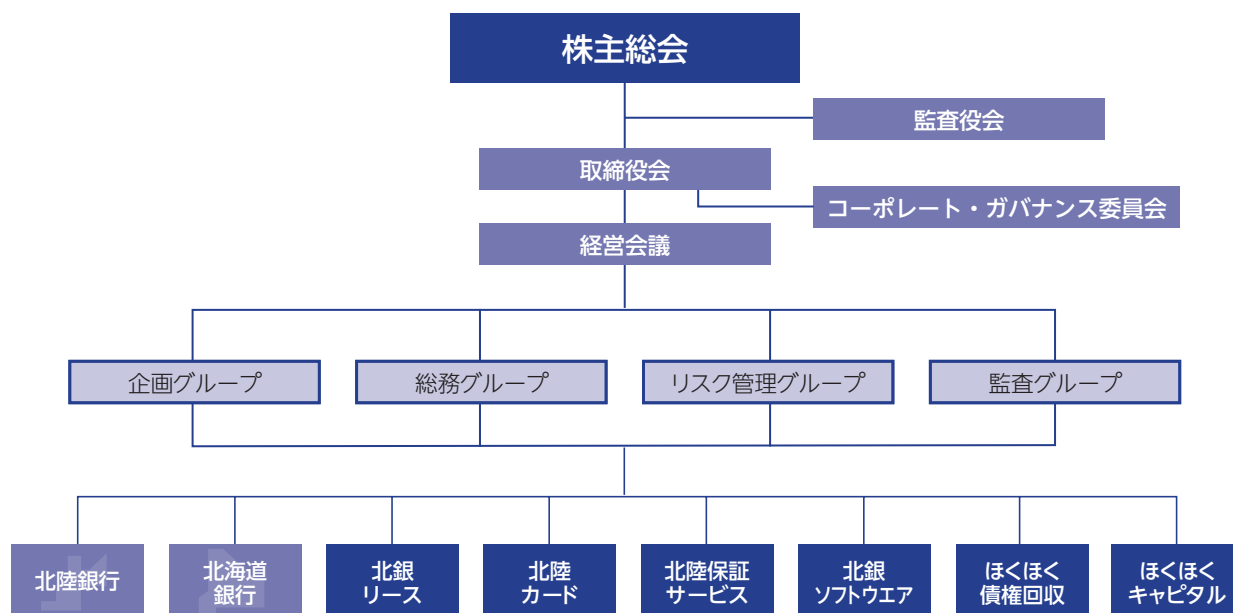 株主総会
監査役会
取締役会
コーポレート・ガバナンス委員会
経営会議
企画グループ
総務グループ
リスク管理グループ
監査グループ
北陸銀行
北海道
銀行
北銀
リース
北陸
カード
北陸保証
サービス
北銀
ソフトウエア
ほくほく
債権回収
ほくほく
キャピタル